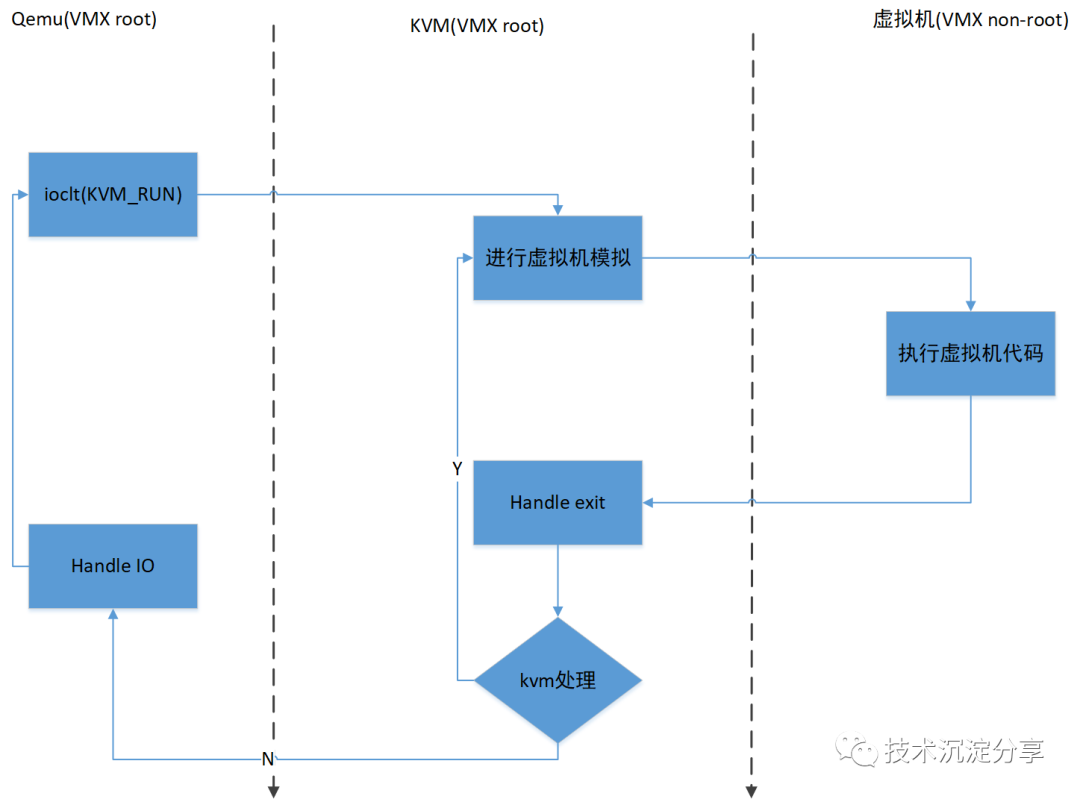 Qemu(VMX root)
KVM(VMX root)
虚拟机(VMX non-root)
ioclt(KVM_RUN)
进行虚拟机模拟
执行虚拟机代码
Y
Handle exit
Handle IO
kvm处理
N
技术沉淀分享